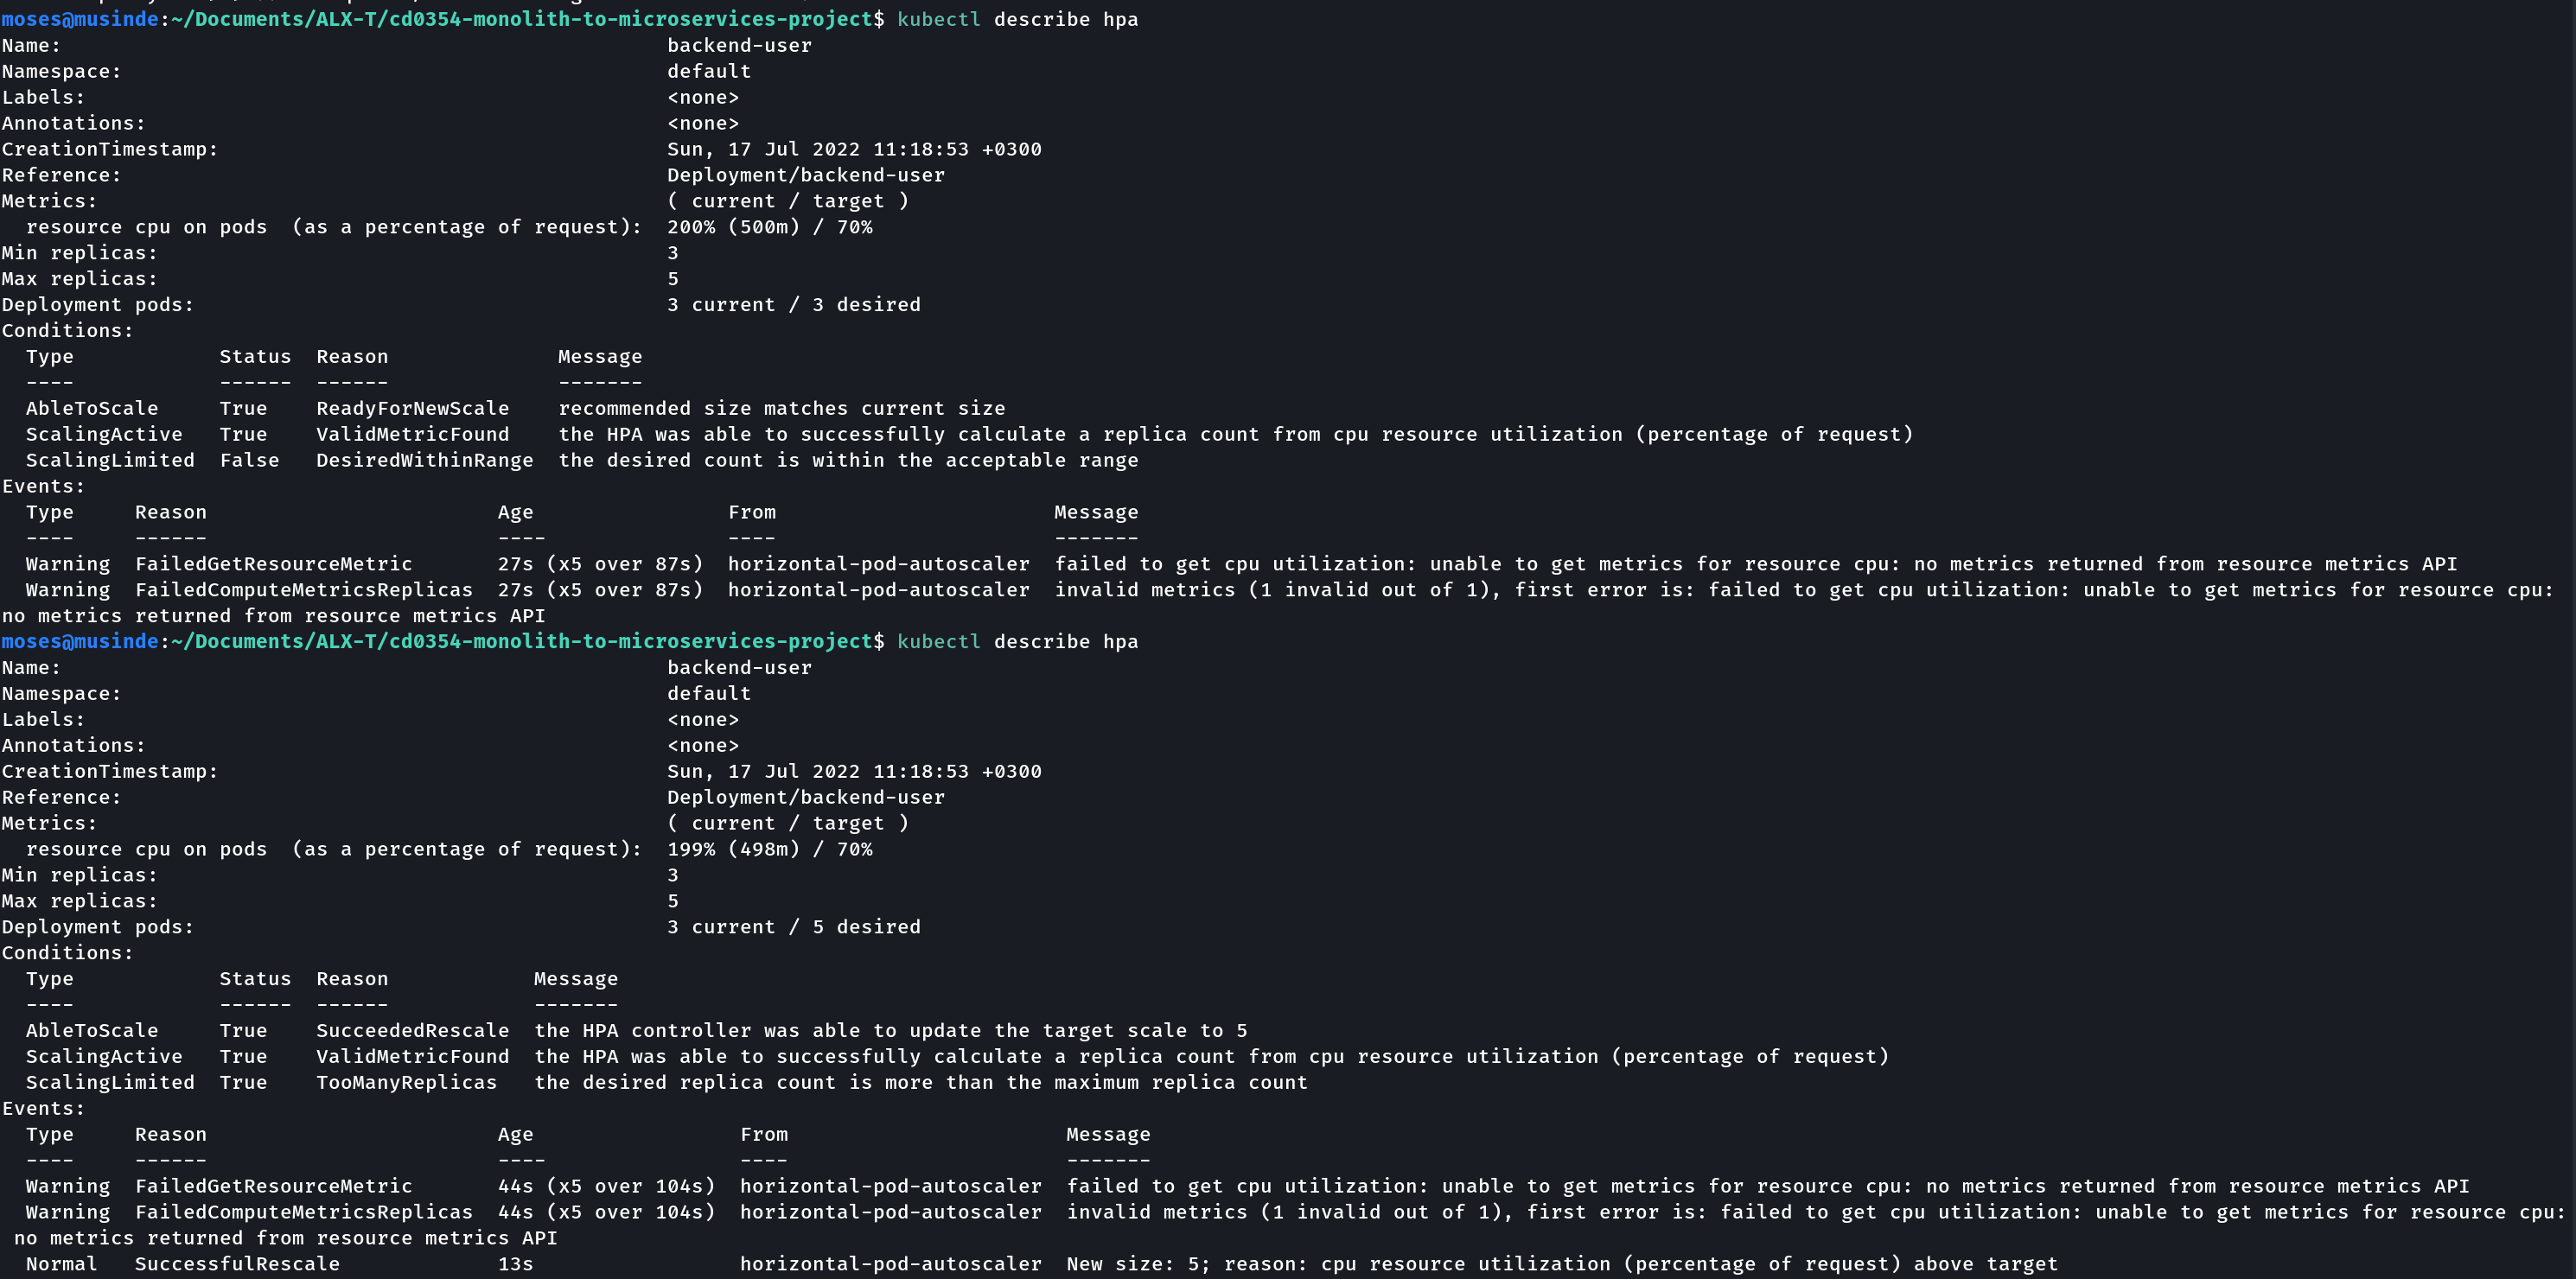 moses@musinde:~/Documents/ALX-T/cd0354-monolith-to-microservices-project$ kubectl describe hpa
Name:                                                  backend-user
Namespace:                                             default
Labels:                                                <none>
Annotations:                                           <none>
CreationTimestamp:                                     Sun, 17 Jul 2022 11:18:53 +0300
Reference:                                             Deployment/backend-user
Metrics:                                               ( current / target )
  resource cpu on pods  (as a percentage of request):  200% (500m) / 70%
Min replicas:                                          3
Max replicas:                                          5
Deployment pods:                                       3 current / 3 desired
Conditions:
  Type            Status  Reason              Message
  ----            ------  ------              -------
  AbleToScale     True    ReadyForNewScale    recommended size matches current size
  ScalingActive   True    ValidMetricFound    the HPA was able to successfully calculate a replica count from cpu resource utilization (percentage of request)
  ScalingLimited  False   DesiredWithinRange  the desired count is within the acceptable range
Events:
  Type     Reason                        Age                From                       Message
  ----     ------                        ----               ----                       -------
  Warning  FailedGetResourceMetric       27s (x5 over 87s)  horizontal-pod-autoscaler  failed to get cpu utilization: unable to get metrics for resource cpu: no metrics returned from resource metrics API
  Warning  FailedComputeMetricsReplicas  27s (x5 over 87s)  horizontal-pod-autoscaler  invalid metrics (1 invalid out of 1), first error is: failed to get cpu utilization: unable to get metrics for resource cpu:
no metrics returned from resource metrics API
moses@musinde:~/Documents/ALX-T/cd0354-monolith-to-microservices-project$ kubectl describe hpa
Name:                                                  backend-user
Namespace:                                             default
Labels:                                                <none>
Annotations:                                           <none>
CreationTimestamp:                                     Sun, 17 Jul 2022 11:18:53 +0300
Reference:                                             Deployment/backend-user
Metrics:                                               ( current / target )
  resource cpu on pods  (as a percentage of request):  199% (498m) / 70%
Min replicas:                                          3
Max replicas:                                          5
Deployment pods:                                       3 current / 5 desired
Conditions:
  Type            Status  Reason            Message
  ----            ------  ------            -------
  AbleToScale     True    SucceededRescale  the HPA controller was able to update the target scale to 5
  ScalingActive   True    ValidMetricFound  the HPA was able to successfully calculate a replica count from cpu resource utilization (percentage of request)
  ScalingLimited  True    TooManyReplicas   the desired replica count is more than the maximum replica count
Events:
  Type     Reason                        Age                 From                       Message
  ----     ------                        ----                ----                       -------
  Warning  FailedGetResourceMetric       44s (x5 over 104s)  horizontal-pod-autoscaler  failed to get cpu utilization: unable to get metrics for resource cpu: no metrics returned from resource metrics API
  Warning  FailedComputeMetricsReplicas  44s (x5 over 104s)  horizontal-pod-autoscaler  invalid metrics (1 invalid out of 1), first error is: failed to get cpu utilization: unable to get metrics for resource cpu:
 no metrics returned from resource metrics API
  Normal   SuccessfulRescale             13s                 horizontal-pod-autoscaler  New size: 5; reason: cpu resource utilization (percentage of request) above target